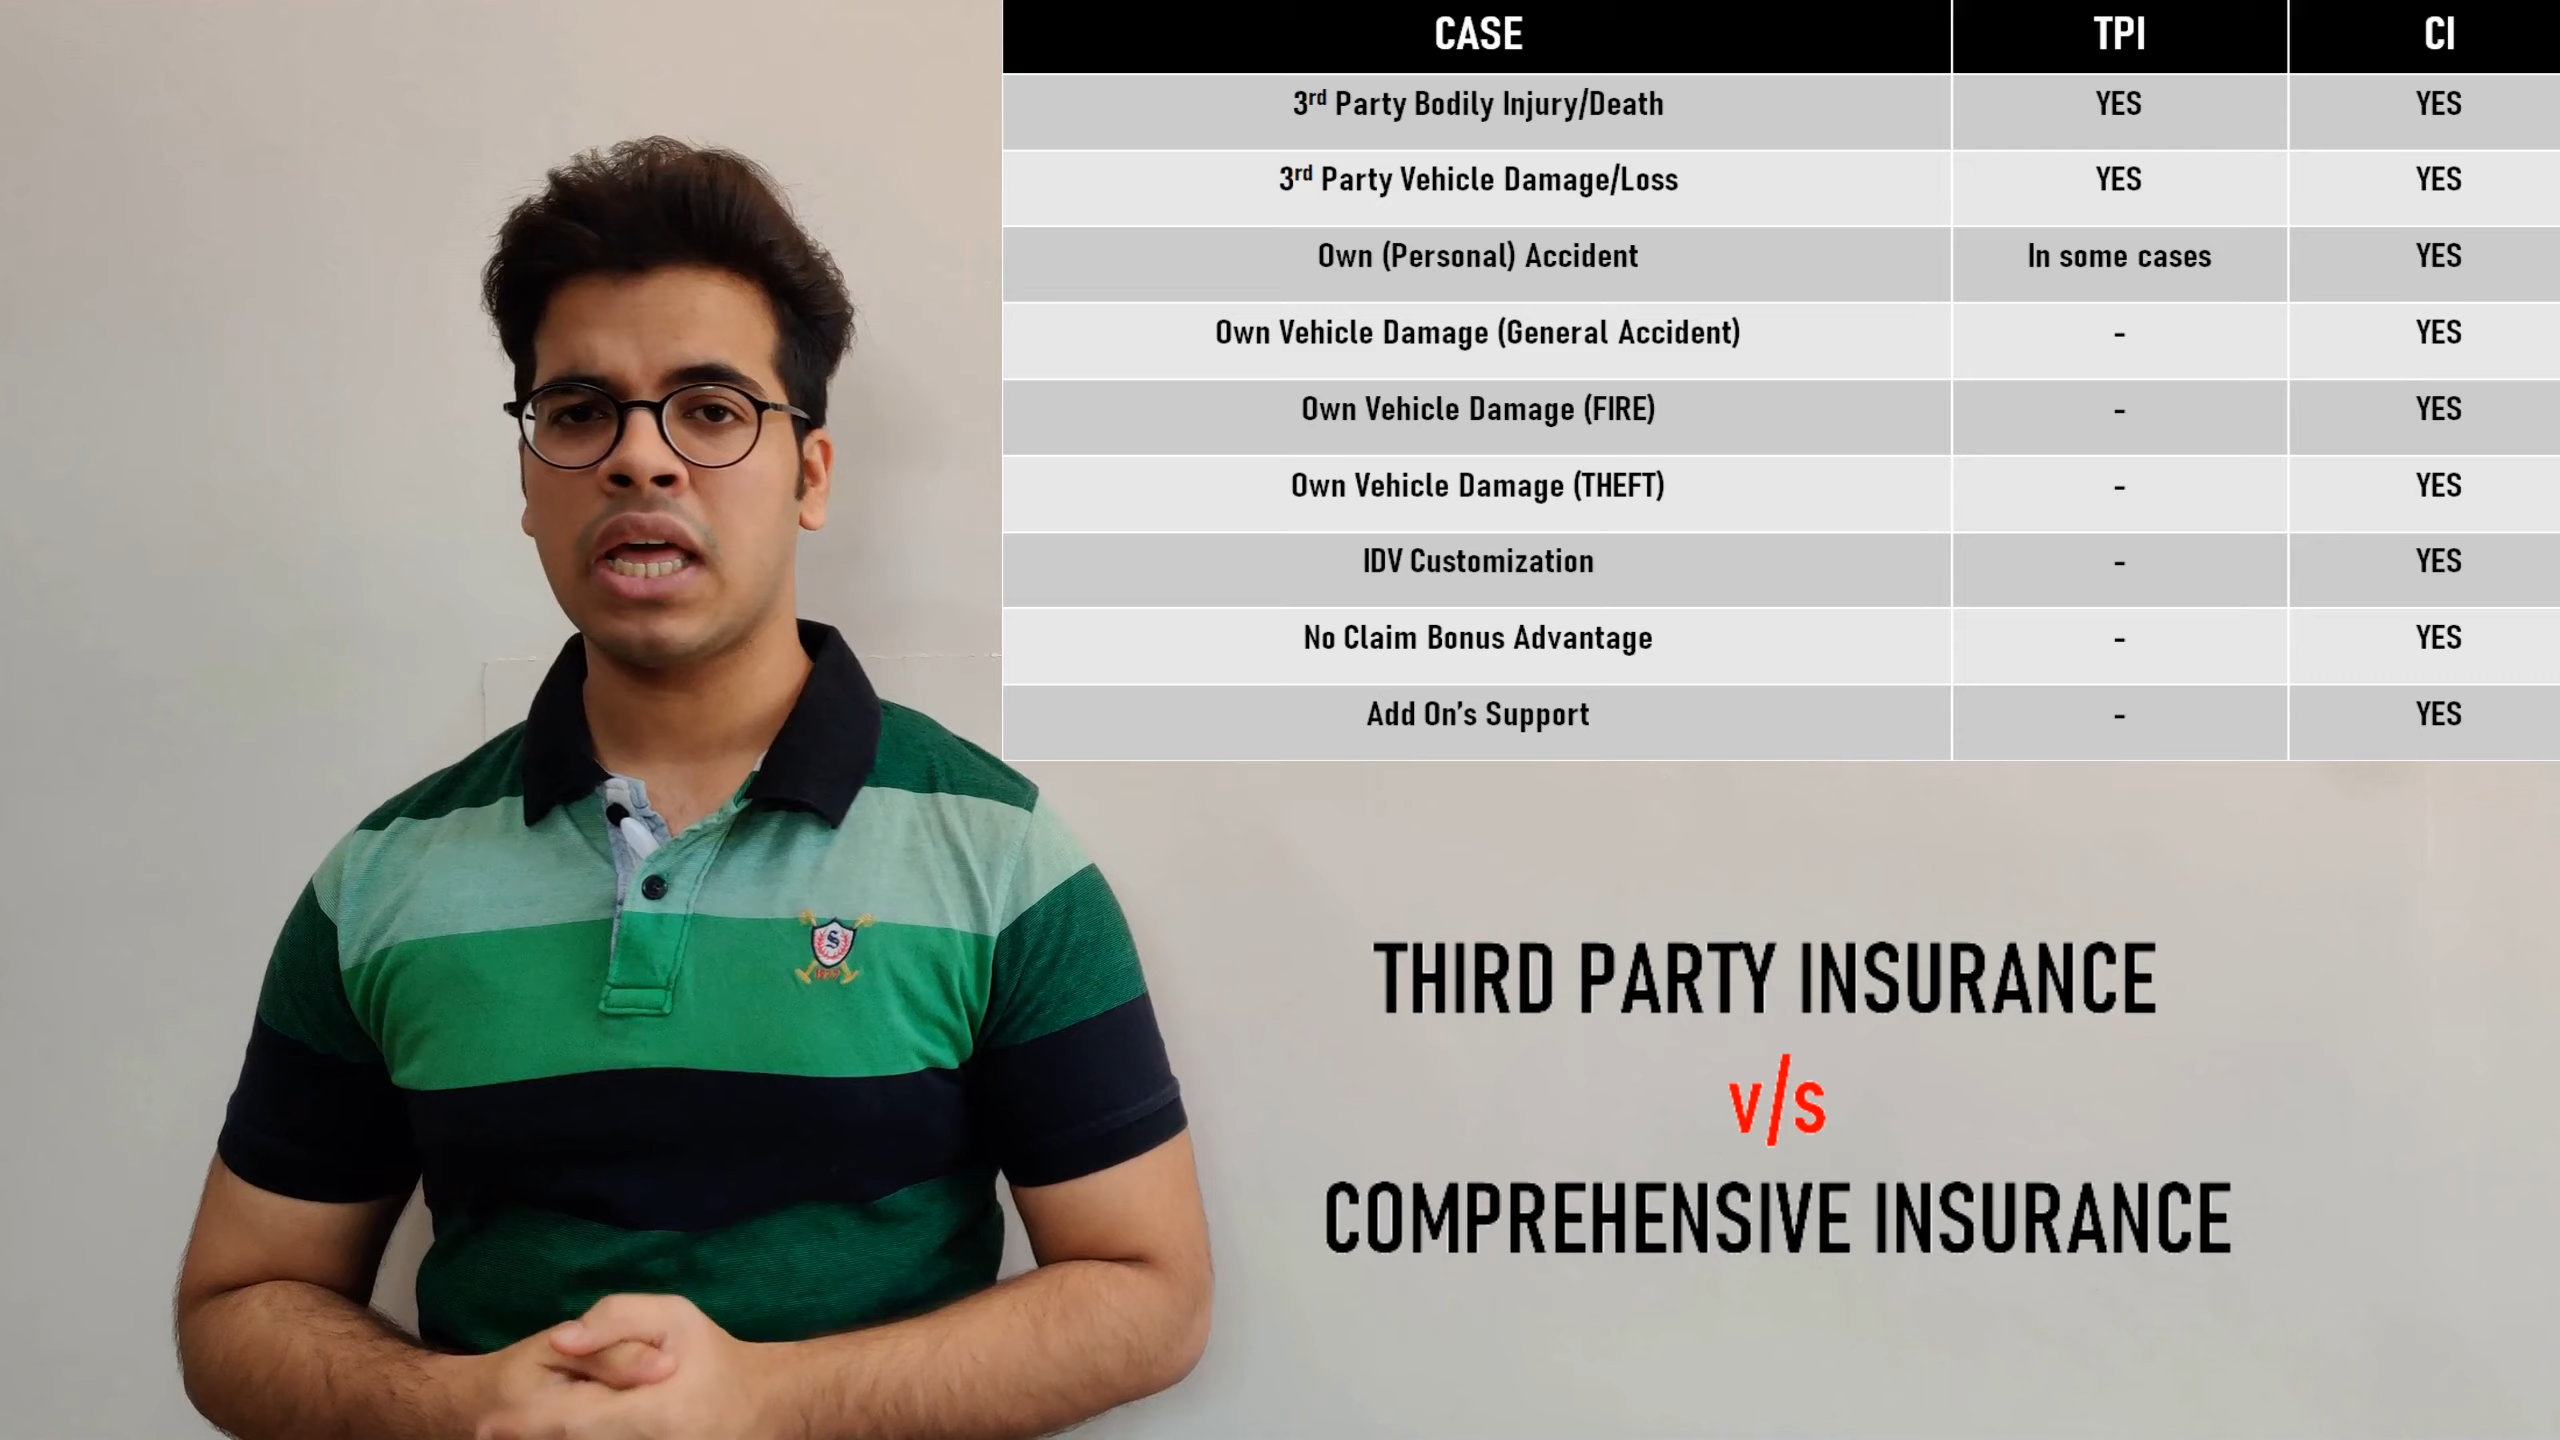 CASE TPI CI
3rd Party Bodily Injury/Death YES YES
3rd Party Vehicle Damage/Loss YES YES
Own (Personal) Accident In some cases YES
Own Vehicle Damage (General Accident) - YES
Own Vehicle Damage (FIRE) - YES
Own Vehicle Damage (THEFT) - YES
IDV Customization - YES
No Claim Bonus Advantage - YES
Add On's Support - YES
THIRD PARTY INSURANCE
v/s
COMPREHENSIVE INSURANCE
S